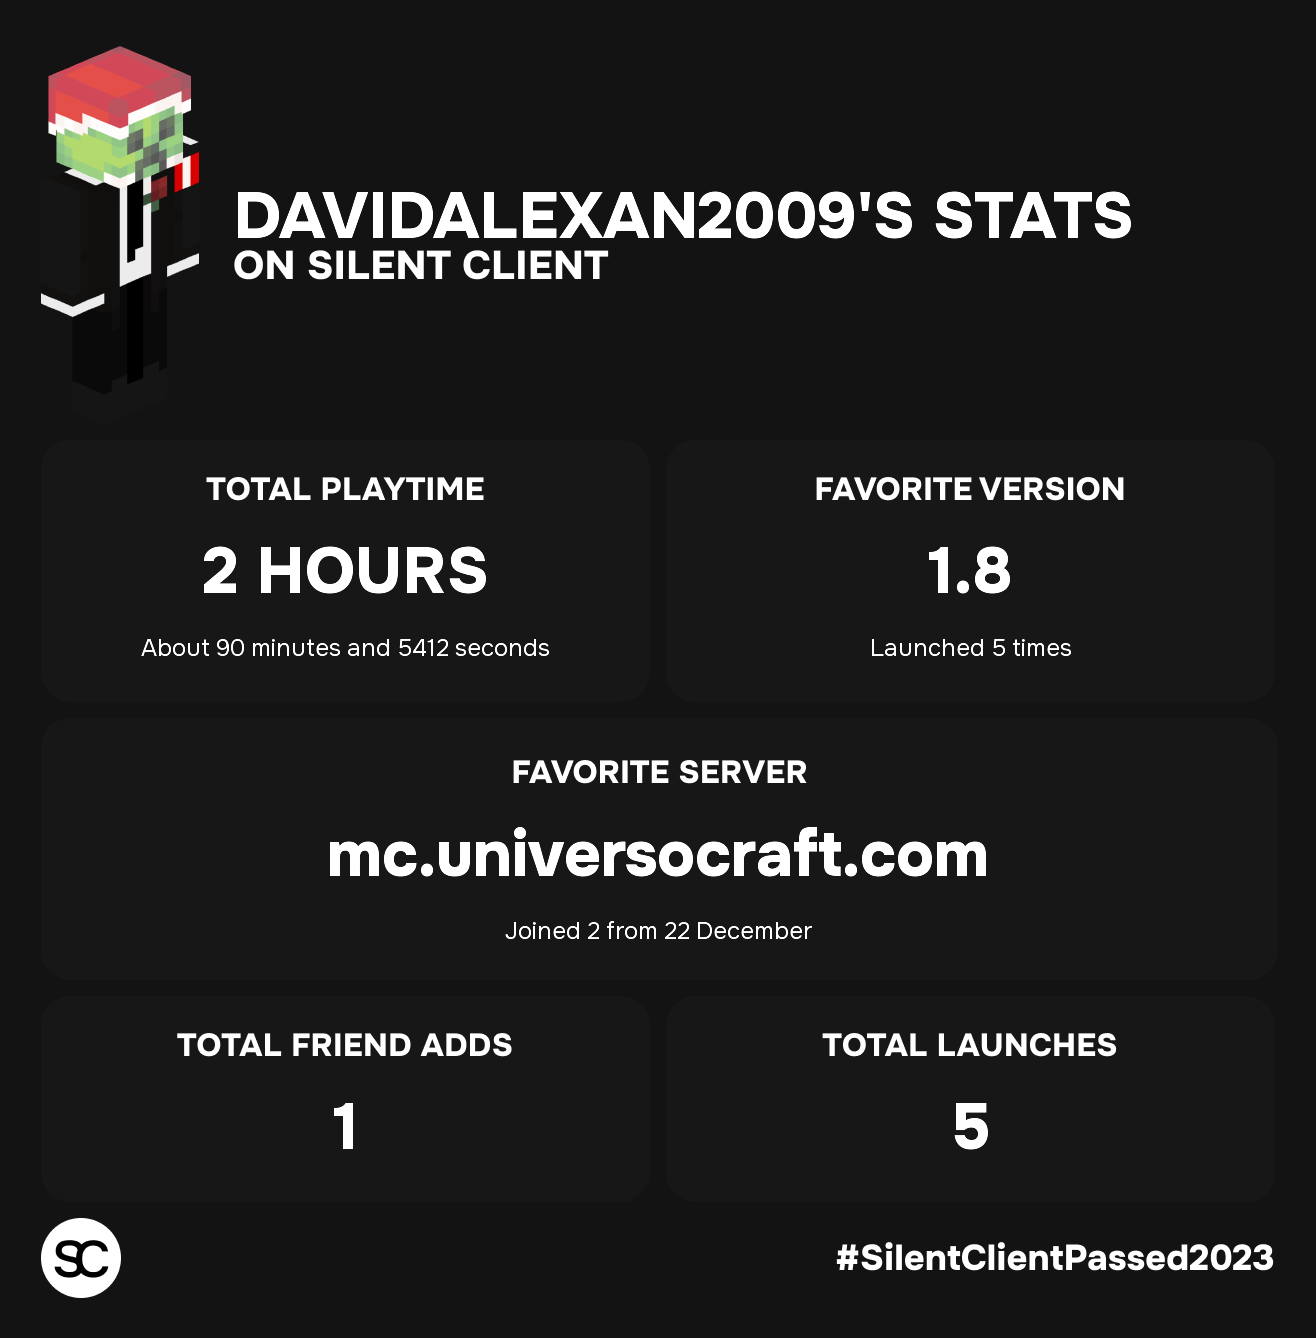 DAVIDALEXAN2009'S STATS
ON SILENT CLIENT
TOTAL PLAYTIME
2 HOURS
About 90 minutes and 5412 seconds
FAVORITE VERSION
1.8
Launched 5 times
FAVORITE SERVER
mc.universocraft.com
Joined 2 from 22 December
TOTAL FRIEND ADDS
1
TOTAL LAUNCHES
5
SC
#SilentClientPassed2023